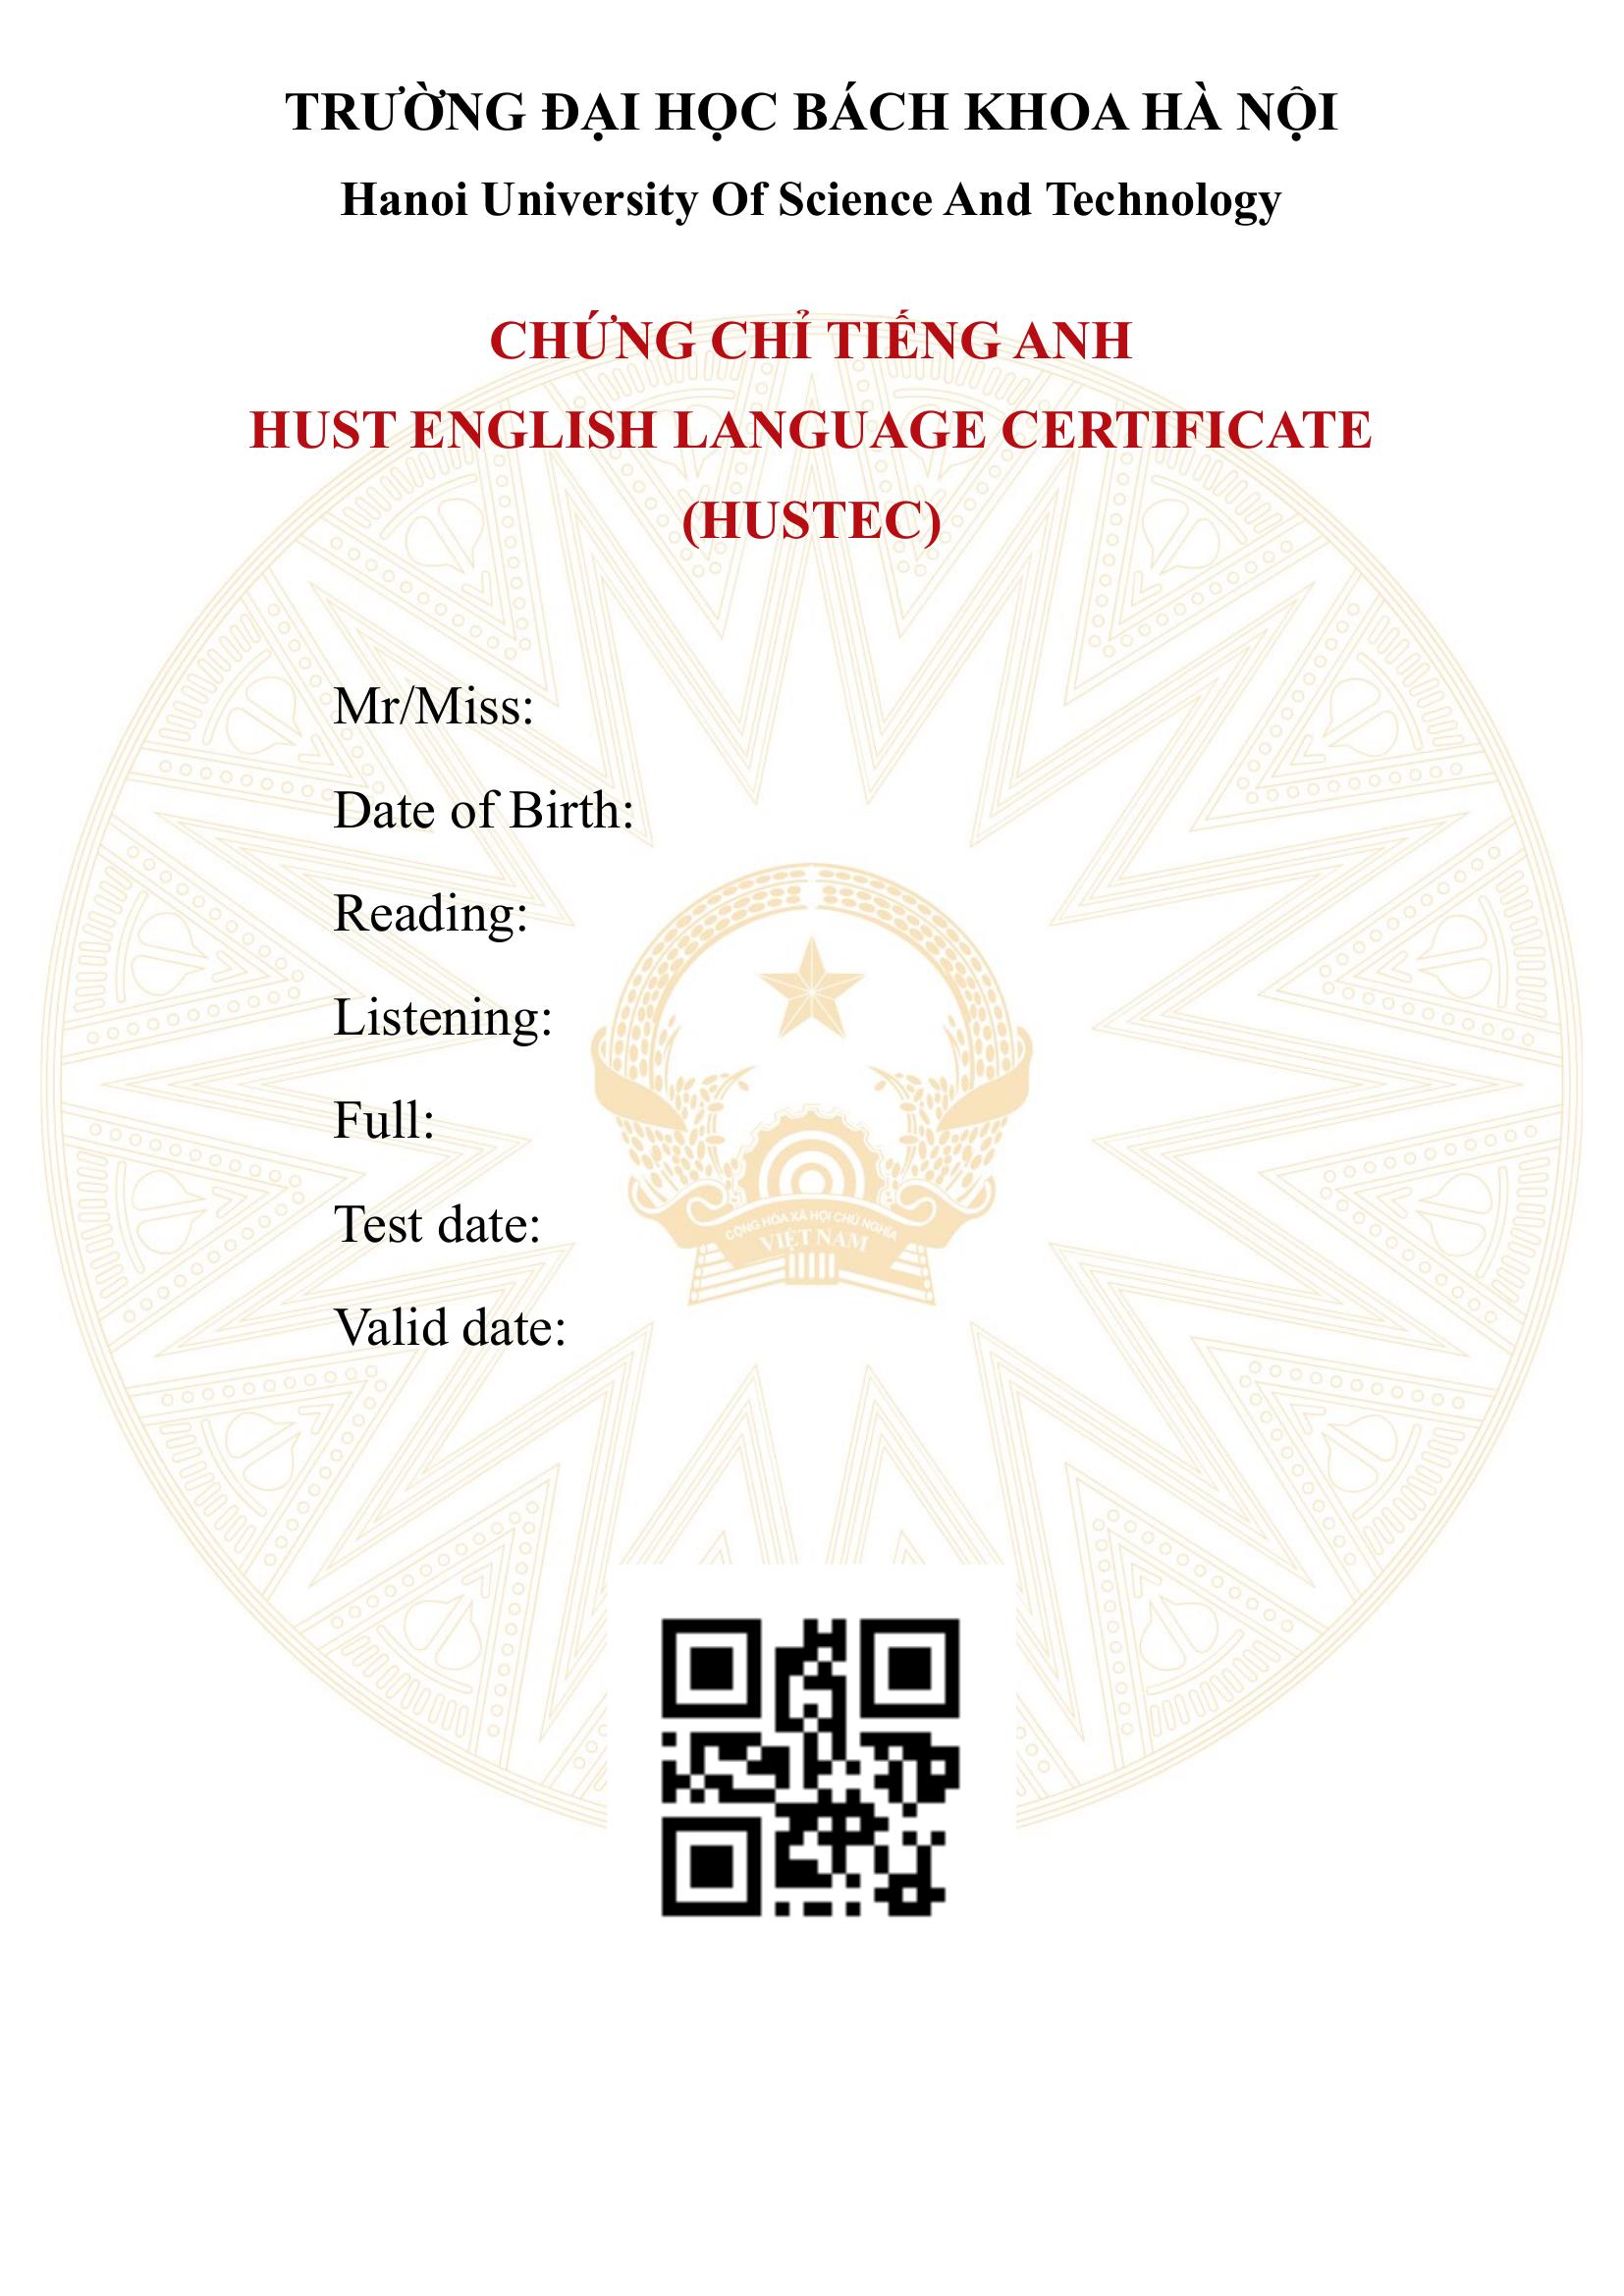 TRƯỜNG ĐẠI HỌC BÁCH KHOA HÀ NỘI
Hanoi University Of Science And Technology
CHỨNG CHỈ TIẾNG ANH
HUST ENGLISH LANGUAGE CERTIFICATE
(HUSTEC)
Mr/Miss:
Date of Birth:
Reading:
Listening:
Full:
Test date:
Valid date:
CỘNG HÒA XÃ HỘI CHỦ NGHĨA
VIỆT NAM